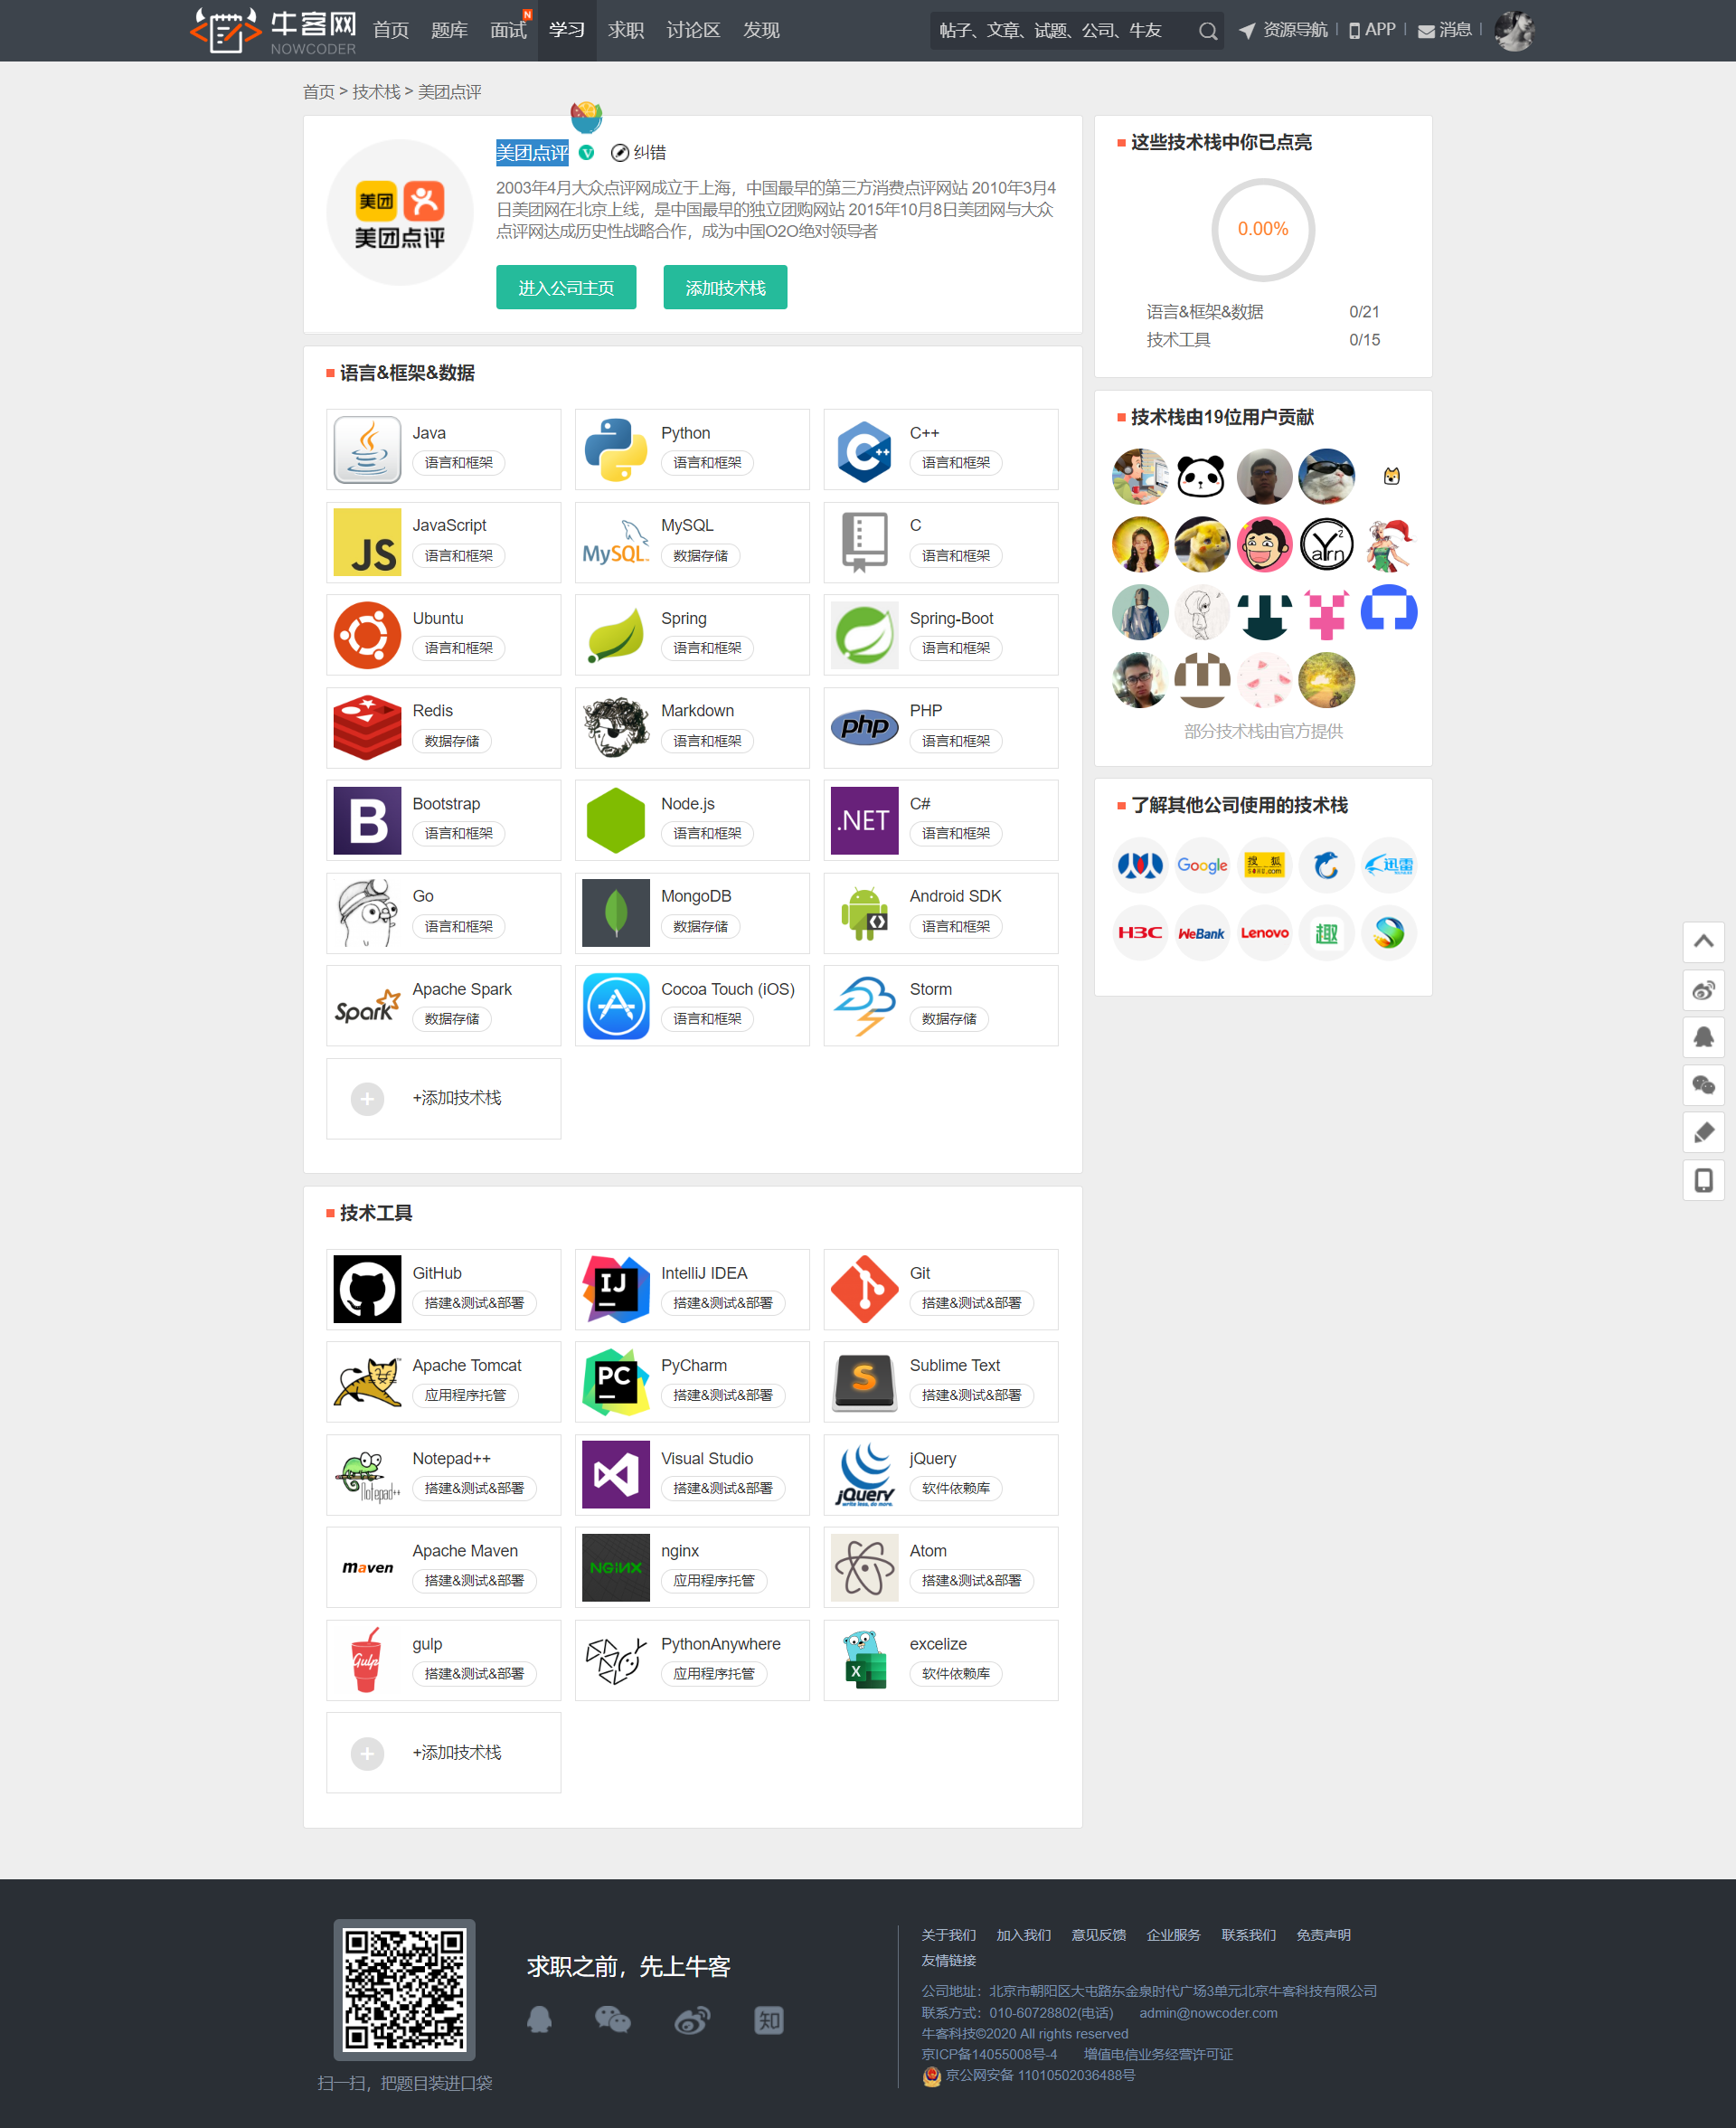 牛客网
NOWCODER
首页 题库 面试 N 学习 求职 讨论区 发现
帖子、文章、试题、公司、牛友
资源导航 APP 消息
首页 > 技术栈 > 美团点评
美团
美团点评
美团点评 V 纠错
2003年4月大众点评网成立于上海，中国最早的第三方消费点评网站 2010年3月4
日美团网在北京上线，是中国最早的独立团购网站 2015年10月8日美团网与大众
点评网达成历史性战略合作，成为中国O2O绝对领导者
进入公司主页 添加技术栈
语言&框架&数据
Java
语言和框架
Python
语言和框架
C++
语言和框架
JS
JavaScript
语言和框架
MySQL
MySQL
数据存储
C
语言和框架
Ubuntu
语言和框架
Spring
语言和框架
Spring-Boot
语言和框架
Redis
数据存储
Markdown
语言和框架
php
PHP
语言和框架
B
Bootstrap
语言和框架
Node.js
语言和框架
.NET
C#
语言和框架
Go
语言和框架
MongoDB
数据存储
Android SDK
语言和框架
Spark
Apache Spark
数据存储
Cocoa Touch (iOS)
语言和框架
Storm
数据存储
+添加技术栈
技术工具
GitHub
搭建&测试&部署
IJ
IntelliJ IDEA
搭建&测试&部署
Git
搭建&测试&部署
Apache Tomcat
应用程序托管
PC
PyCharm
搭建&测试&部署
S
Sublime Text
搭建&测试&部署
Notepad++
Notepad++
搭建&测试&部署
Visual Studio
搭建&测试&部署
jQuery
write less, do more.
jQuery
软件依赖库
maven
Apache Maven
搭建&测试&部署
NGINX
nginx
应用程序托管
Atom
搭建&测试&部署
Gulp
gulp
搭建&测试&部署
PythonAnywhere
应用程序托管
X
excelize
软件依赖库
+添加技术栈
这些技术栈中你已点亮
0.00%
语言&框架&数据 0/21
技术工具 0/15
技术栈由19位用户贡献
Y2
arn
部分技术栈由官方提供
了解其他公司使用的技术栈
Google
搜狐
SOHU.com
迅雷
H3C
WeBank
Lenovo
趣
求职之前，先上牛客
知
扫一扫，把题目装进口袋
关于我们 加入我们 意见反馈 企业服务 联系我们 免责声明
友情链接
公司地址：北京市朝阳区大屯路东金泉时代广场3单元北京牛客科技有限公司
联系方式：010-60728802(电话) admin@nowcoder.com
牛客科技©2020 All rights reserved
京ICP备14055008号-4 增值电信业务经营许可证
京公网安备 11010502036488号